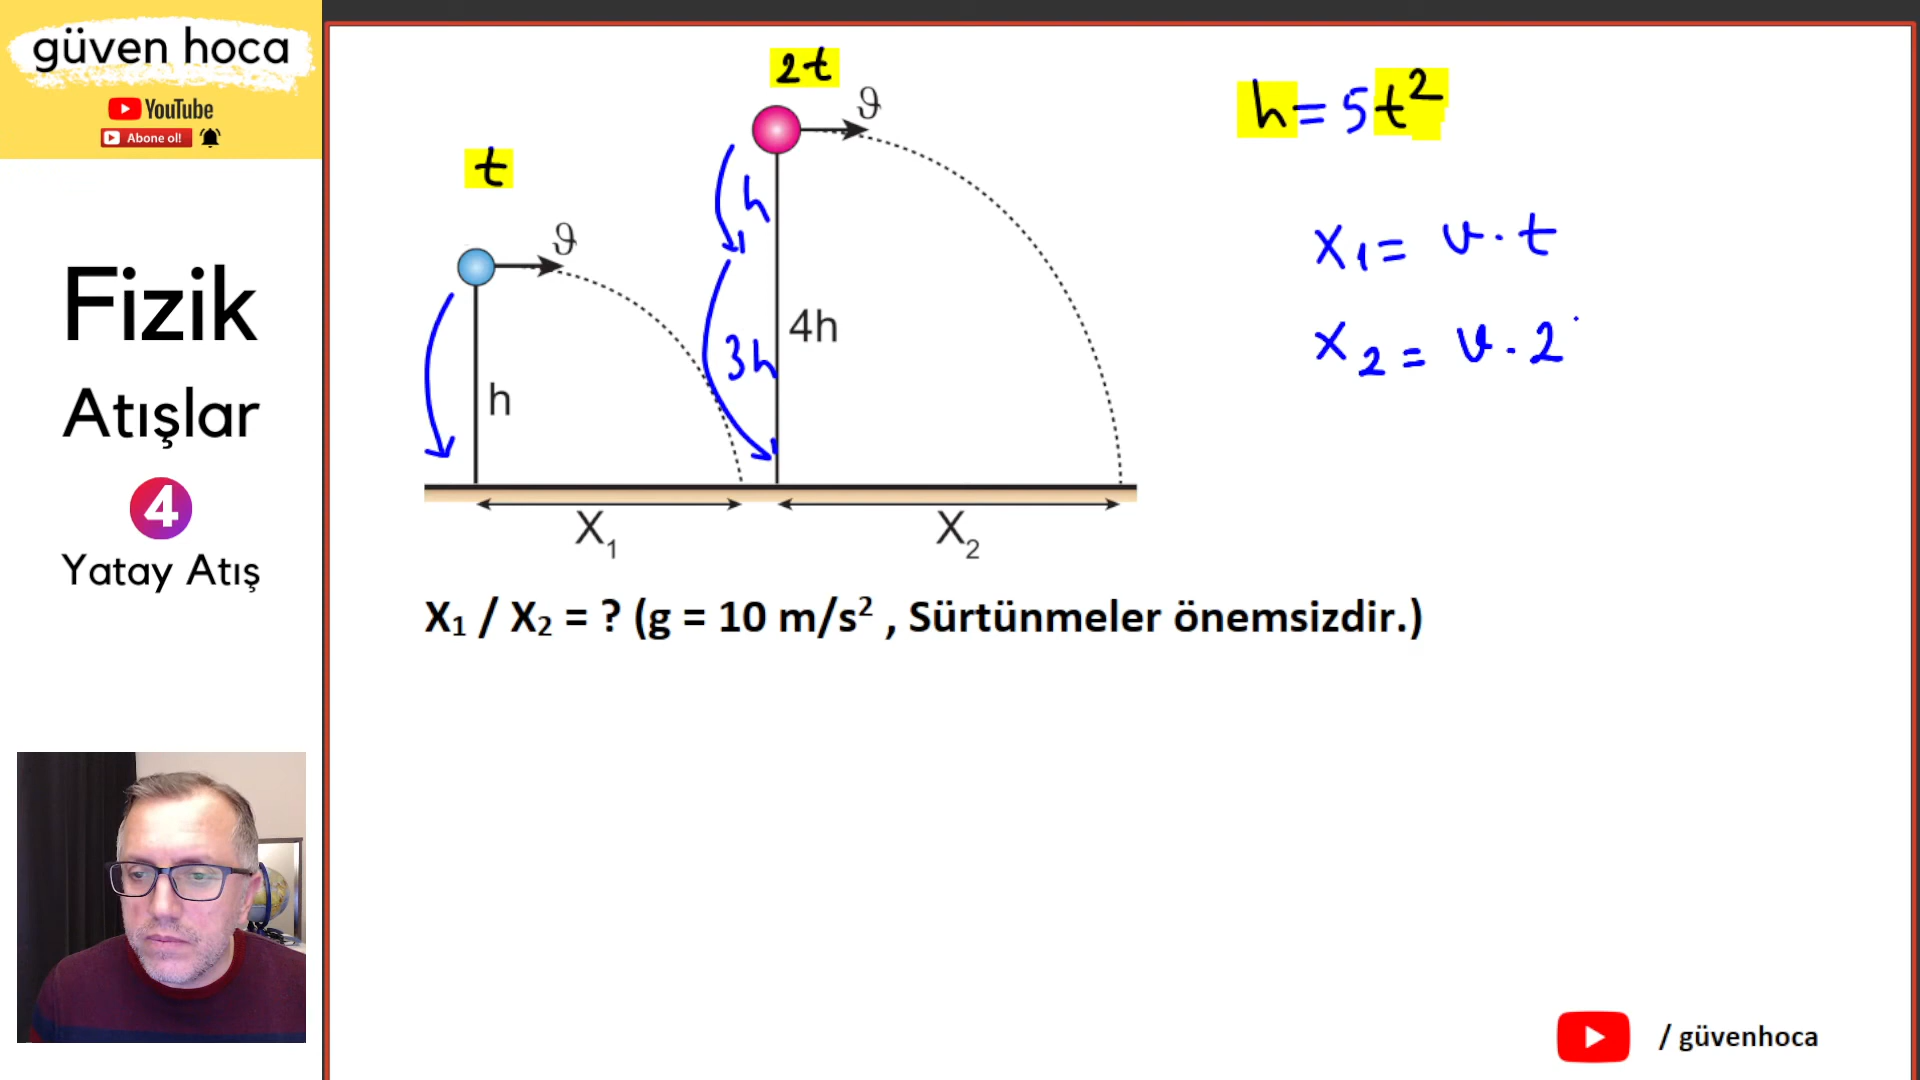 güven hoca
YouTube
Abone ol!
Fizik
Atışlar
4
Yatay Atış
2t
ϑ
t
ϑ
h
3h
4h
h
X₁
X₂
h = 5t²
x₁ = v . t
x₂ = v . 2
X₁ / X₂ = ? (g = 10 m/s² , Sürtünmeler önemsizdir.)
/ güvenhoca